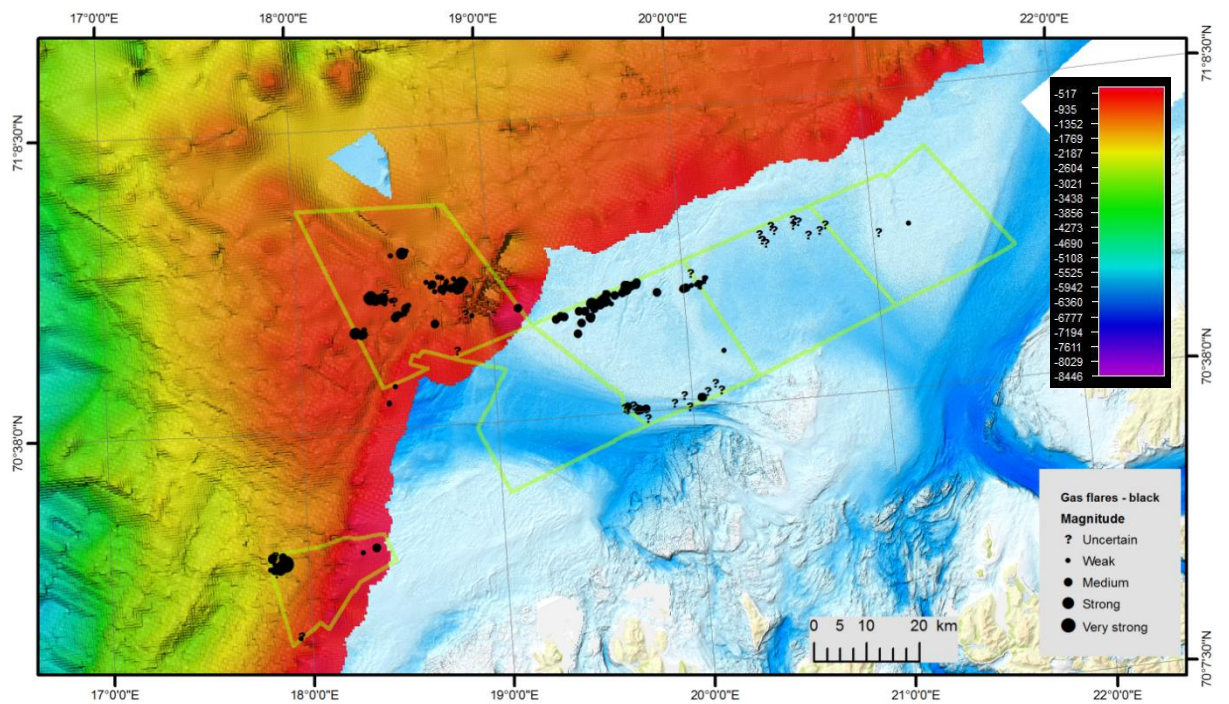 17°0'0"E 18°0'0"E 19°0'0"E 20°0'0"E 21°0'0"E 22°0'0"E
71°8'30"N
71°8'30"N
-517
-935
-1352
-1769
-2187
-2604
-3021
-3438
-3856
-4273
-4690
-5108
-5525
-5942
-6360
-6777
-7194
-7611
-8029
-8446
70°38'0"N
70°38'0"N
Gas flares - black
Magnitude
? Uncertain
Weak
Medium
Strong
Very strong
0 5 10 20 km
70°7'30"N
17°0'0"E 18°0'0"E 19°0'0"E 20°0'0"E 21°0'0"E 22°0'0"E